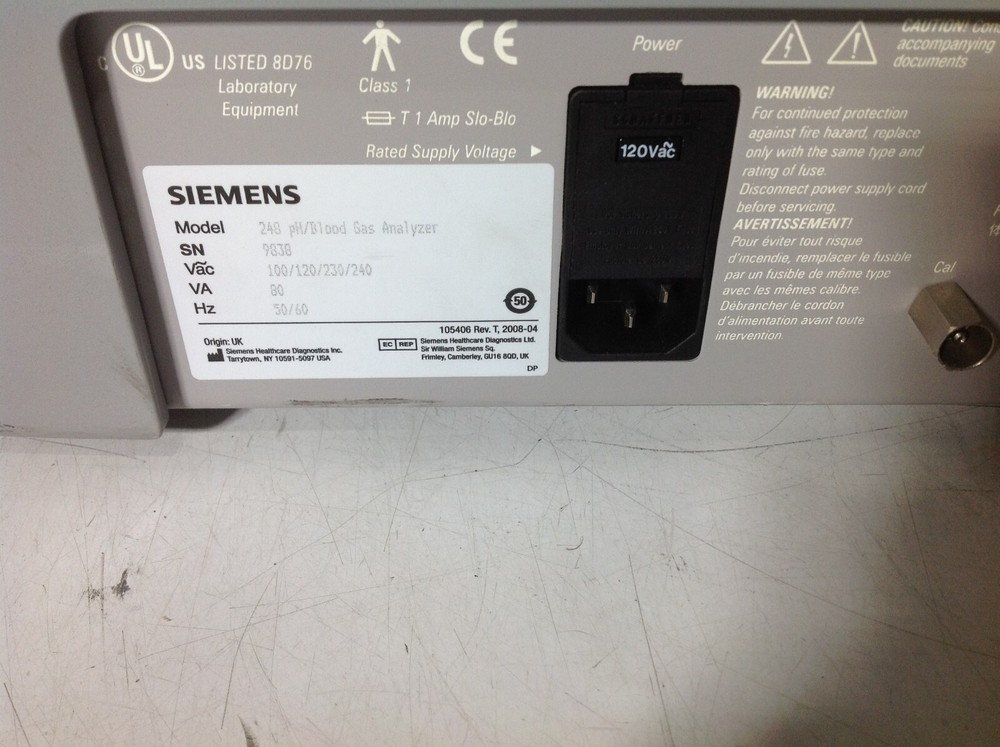 C UL ® US LISTED 8D76
Laboratory
Equipment
Class 1
CE
T 1 Amp Slo-Blo
Rated Supply Voltage
Power
120Vac
CAUTION!
accompanying
documents
WARNING!
For continued protection
against fire hazard, replace
only with the same type and
rating of fuse.
Disconnect power supply cord
before servicing.
AVERTISSEMENT!
Pour éviter tout risque
d'incendie, remplacer le fusible
par un fusible de même type
avec les mêmes calibre.
Débrancher le cordon
d'alimentation avant toute
intervention.
Cal
SIEMENS
Model 248 pH/Blood Gas Analyzer
SN 9838
Vac 100/120/230/240
VA 80
Hz 50/60
50
105406 Rev. T, 2008-04
Origin: UK
Siemens Healthcare Diagnostics Inc.
Tarrytown, NY 10591-5097 USA
EC REP
Siemens Healthcare Diagnostics Ltd.
Sir William Siemens Sq.
Frimley, Camberley, GU16 8QD, UK
DP